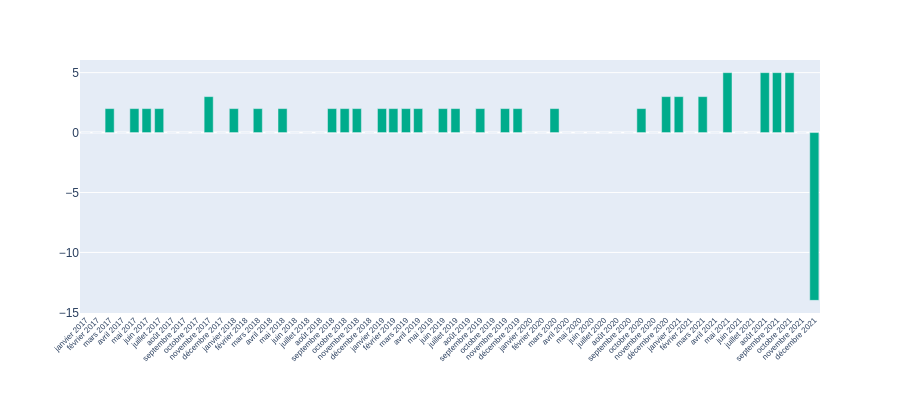 5
0
−5
−10
−15
janvier 2017
février 2017
mars 2017
avril 2017
mai 2017
juin 2017
juillet 2017
août 2017
septembre 2017
octobre 2017
novembre 2017
décembre 2017
janvier 2018
février 2018
mars 2018
avril 2018
mai 2018
juin 2018
juillet 2018
août 2018
septembre 2018
octobre 2018
novembre 2018
décembre 2018
janvier 2019
février 2019
mars 2019
avril 2019
mai 2019
juin 2019
juillet 2019
août 2019
septembre 2019
octobre 2019
novembre 2019
décembre 2019
janvier 2020
février 2020
mars 2020
avril 2020
mai 2020
juin 2020
juillet 2020
août 2020
septembre 2020
octobre 2020
novembre 2020
décembre 2020
janvier 2021
février 2021
mars 2021
avril 2021
mai 2021
juin 2021
juillet 2021
août 2021
septembre 2021
octobre 2021
novembre 2021
décembre 2021